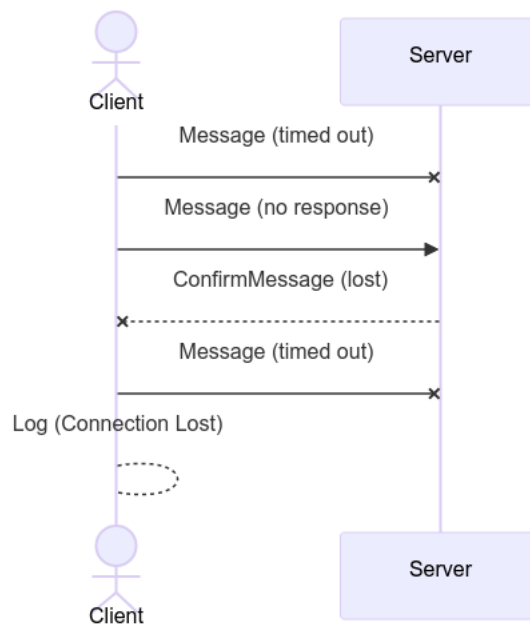 Client
Server
Message (timed out)
Message (no response)
ConfirmMessage (lost)
Message (timed out)
Log (Connection Lost)
Client
Server